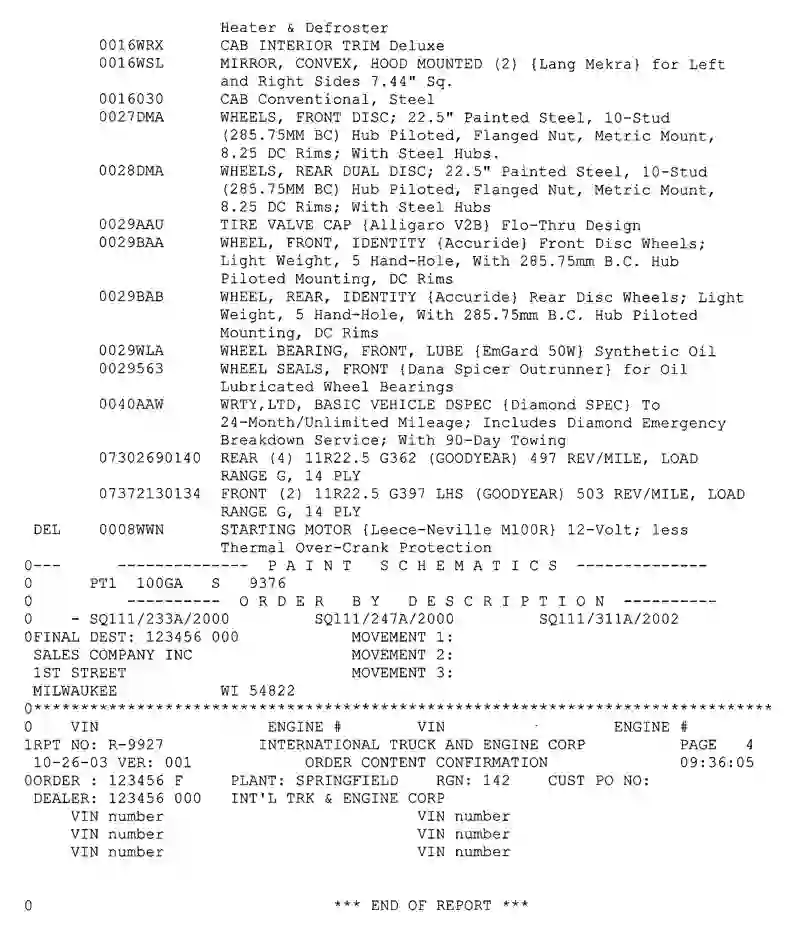 Heater & Defroster
0016WRX CAB INTERIOR TRIM Deluxe
0016WSL MIRROR, CONVEX, HOOD MOUNTED (2) {Lang Mekra} for Left
and Right Sides 7.44" Sq.
0016030 CAB Conventional, Steel
0027DMA WHEELS, FRONT DISC; 22.5" Painted Steel, 10-Stud
(285.75MM BC) Hub Piloted, Flanged Nut, Metric Mount,
8.25 DC Rims; With Steel Hubs.
0028DMA WHEELS, REAR DUAL DISC; 22.5" Painted Steel, 10-Stud
(285.75MM BC) Hub Piloted, Flanged Nut, Metric Mount,
8.25 DC Rims; With Steel Hubs
0029AAU TIRE VALVE CAP {Alligaro V2B} Flo-Thru Design
0029BAA WHEEL, FRONT, IDENTITY {Accuride} Front Disc Wheels;
Light Weight, 5 Hand-Hole, With 285.75mm B.C. Hub
Piloted Mounting, DC Rims
0029BAB WHEEL, REAR, IDENTITY {Accuride} Rear Disc Wheels; Light
Weight, 5 Hand-Hole, With 285.75mm B.C. Hub Piloted
Mounting, DC Rims
0029WLA WHEEL BEARING, FRONT, LUBE {EmGard 50W} Synthetic Oil
0029563 WHEEL SEALS, FRONT {Dana Spicer Outrunner} for Oil
Lubricated Wheel Bearings
0040AAW WRTY,LTD, BASIC VEHICLE DSPEC {Diamond SPEC} To
24-Month/Unlimited Mileage; Includes Diamond Emergency
Breakdown Service; With 90-Day Towing
07302690140 REAR (4) 11R22.5 G362 (GOODYEAR) 497 REV/MILE, LOAD
RANGE G, 14 PLY
07372130134 FRONT (2) 11R22.5 G397 LHS (GOODYEAR) 503 REV/MILE, LOAD
RANGE G, 14 PLY
DEL 0008WWN STARTING MOTOR {Leece-Neville M100R} 12-Volt; less
Thermal Over-Crank Protection
0--- -------------- P A I N T S C H E M A T I C S --------------
0 PT1 100GA S 9376
0 ---------- O R D E R B Y D E S C R I P T I O N ----------
0 - SQ111/233A/2000 SQ111/247A/2000 SQ111/311A/2002
0FINAL DEST: 123456 000 MOVEMENT 1:
SALES COMPANY INC MOVEMENT 2:
1ST STREET MOVEMENT 3:
MILWAUKEE WI 54822
0*******************************************************************************
0 VIN ENGINE # VIN ENGINE #
1RPT NO: R-9927 INTERNATIONAL TRUCK AND ENGINE CORP PAGE 4
10-26-03 VER: 001 ORDER CONTENT CONFIRMATION 09:36:05
0ORDER : 123456 F PLANT: SPRINGFIELD RGN: 142 CUST PO NO:
DEALER: 123456 000 INT'L TRK & ENGINE CORP
VIN number VIN number
VIN number VIN number
VIN number VIN number
0 *** END OF REPORT ***